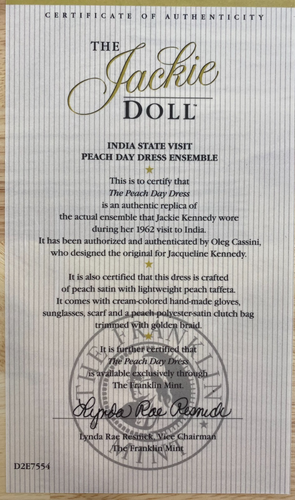 CERTIFICATE OF AUTHENTICITY
THE
Jackie
DOLL™
INDIA STATE VISIT
PEACH DAY DRESS ENSEMBLE
This is to certify that
The Peach Day Dress
is an authentic replica of
the actual ensemble that Jackie Kennedy wore
during her 1962 visit to India.
It has been authorized and authenticated by Oleg Cassini,
who designed the original for Jacqueline Kennedy.
It is also certified that this dress is crafted
of peach satin with lightweight peach taffeta.
It comes with cream-colored hand-made gloves,
sunglasses, scarf and a peach polyester-satin clutch bag
trimmed with golden braid.
It is further certified that
The Peach Day Dress
is available exclusively through
The Franklin Mint.
THE FRANKLIN MINT
Lynda Rae Resnick
Lynda Rae Resnick, Vice Chairman
The Franklin Mint
D2E7554